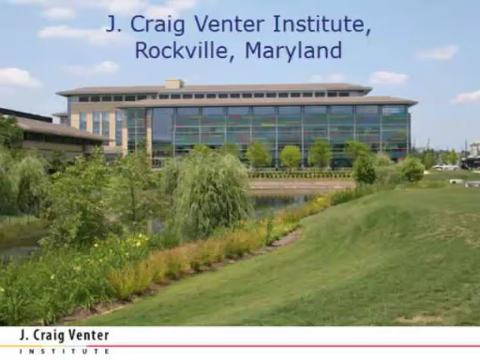 J. Craig Venter Institute,
Rockville, Maryland
J. Craig Venter
INSTITUTE